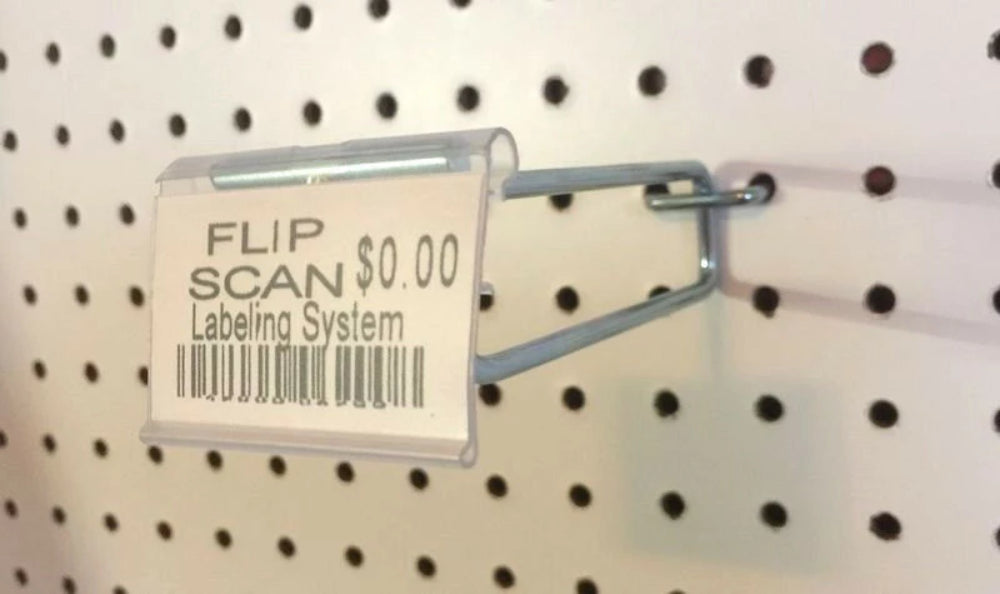 FLIP
SCAN $0.00
Labeling System